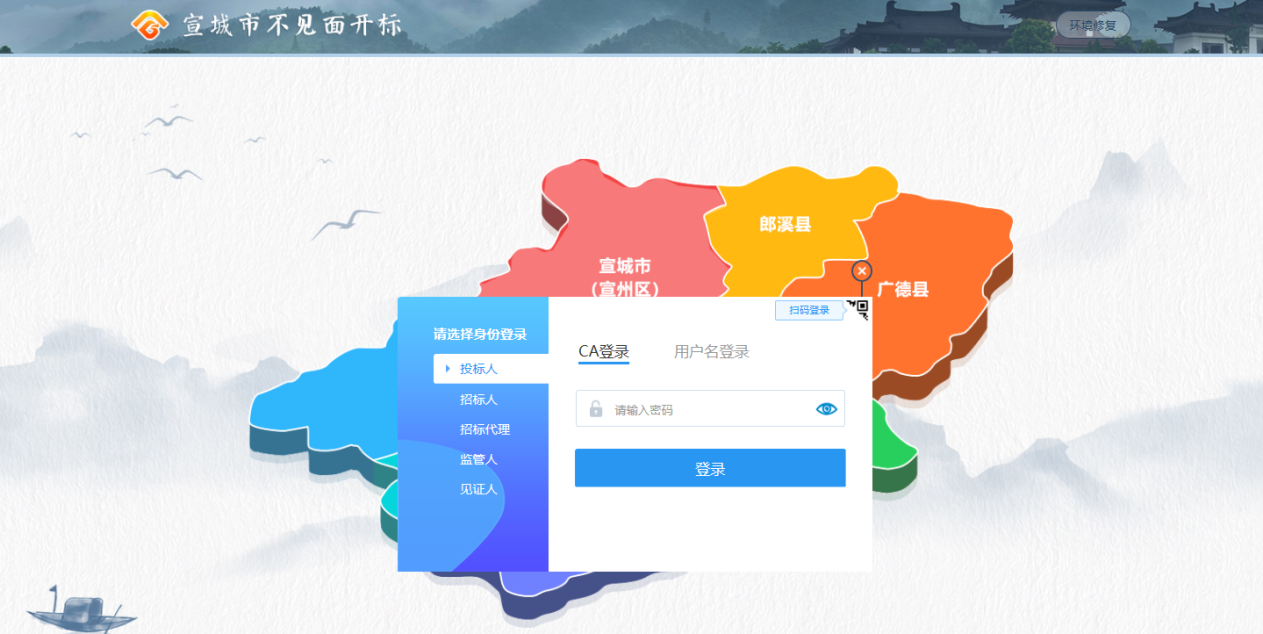 宣城市不见面开标
环境修复
郎溪县
宣城市
(宣州区)
广德县
扫码登录
请选择身份登录
投标人
招标人
招标代理
监管人
见证人
CA登录
用户名登录
请输入密码
登录